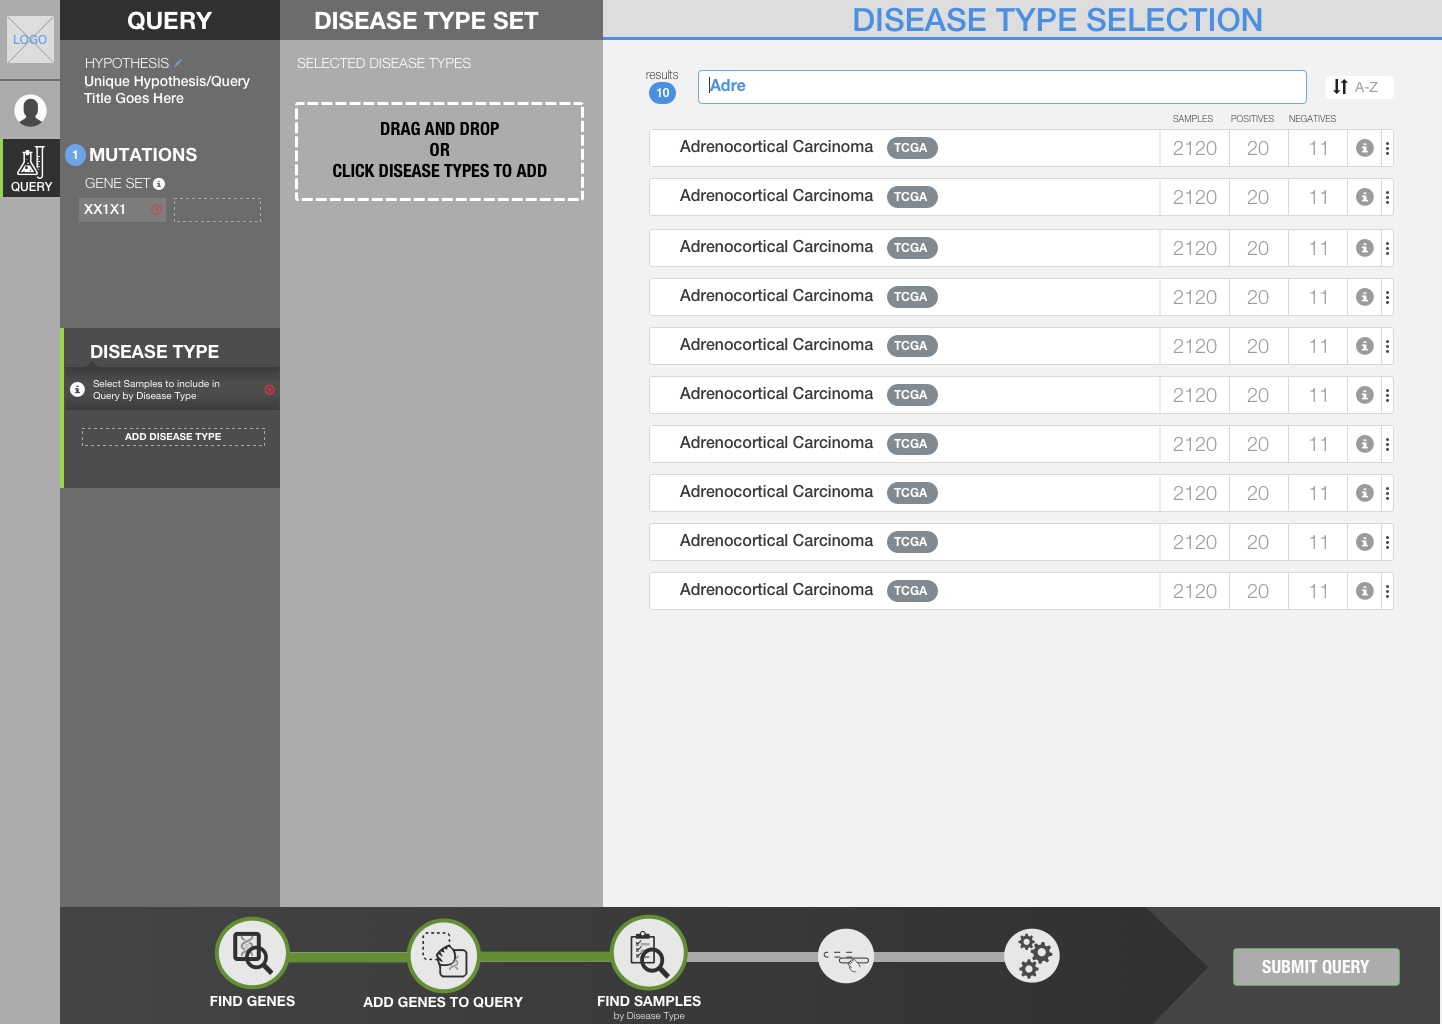 LOGO
QUERY
QUERY
HYPOTHESIS
Unique Hypothesis/Query
Title Goes Here
1 MUTATIONS
GENE SET
XX1X1
DISEASE TYPE
Select Samples to include in
Query by Disease Type
ADD DISEASE TYPE
DISEASE TYPE SET
SELECTED DISEASE TYPES
DRAG AND DROP
OR
CLICK DISEASE TYPES TO ADD
DISEASE TYPE SELECTION
results
10
Adre
A-Z
SAMPLES POSITIVES NEGATIVES
Adrenocortical Carcinoma TCGA 2120 20 11
Adrenocortical Carcinoma TCGA 2120 20 11
Adrenocortical Carcinoma TCGA 2120 20 11
Adrenocortical Carcinoma TCGA 2120 20 11
Adrenocortical Carcinoma TCGA 2120 20 11
Adrenocortical Carcinoma TCGA 2120 20 11
Adrenocortical Carcinoma TCGA 2120 20 11
Adrenocortical Carcinoma TCGA 2120 20 11
Adrenocortical Carcinoma TCGA 2120 20 11
Adrenocortical Carcinoma TCGA 2120 20 11
FIND GENES
ADD GENES TO QUERY
FIND SAMPLES
by Disease Type
SUBMIT QUERY